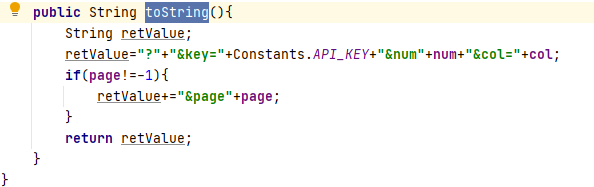 public String toString(){
String retValue;
retValue="?"+"&key="+Constants.API_KEY+"&num"+num+"&col="+col;
if(page!=-1){
retValue+="&page"+page;
}
return retValue;
}
}